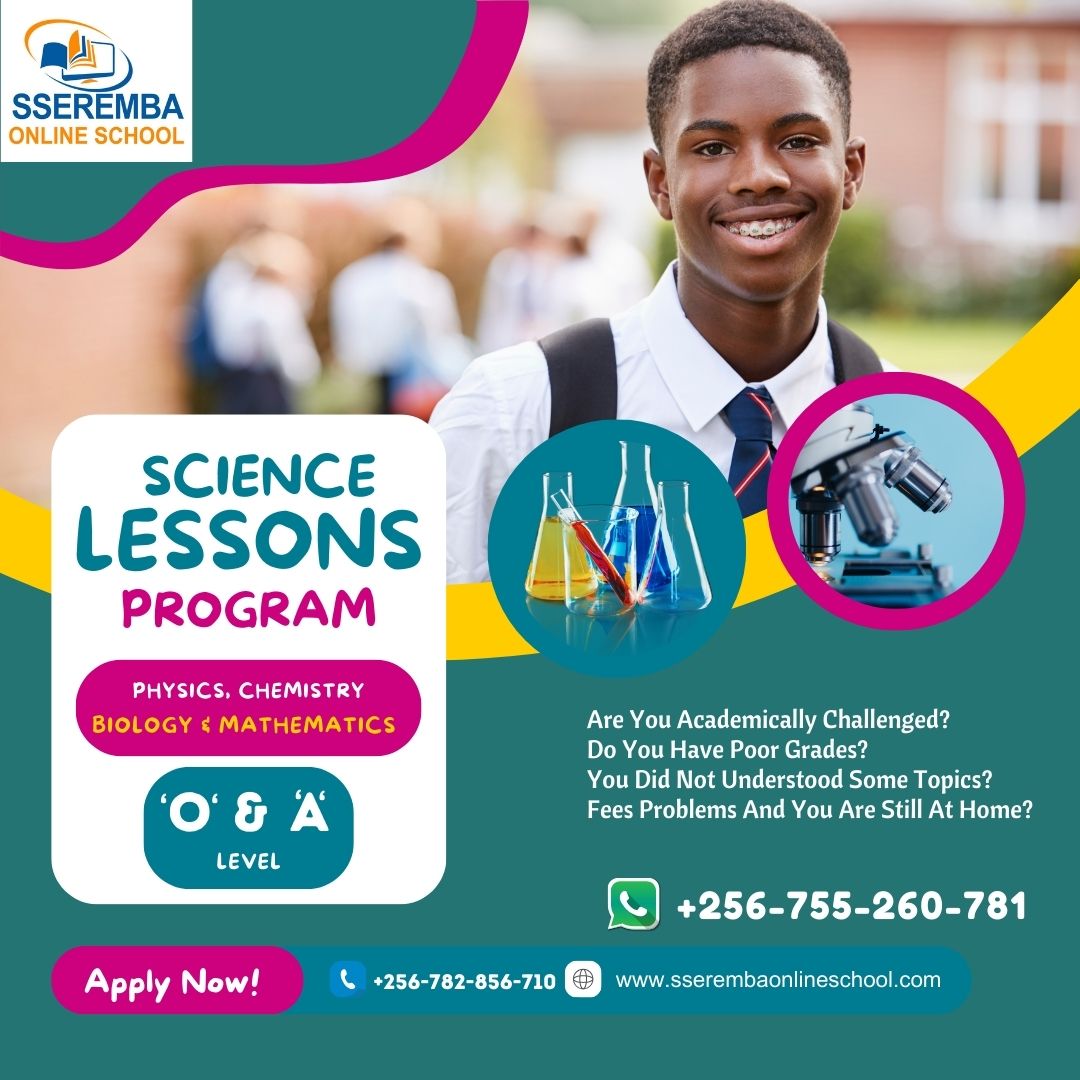 SSEREMBA
ONLINE SCHOOL
SCIENCE
LESSONS
PROGRAM
PHYSICS, CHEMISTRY
BIOLOGY & MATHEMATICS
‘O‘ & ‘A‘
LEVEL
Are You Academically Challenged?
Do You Have Poor Grades?
You Did Not Understood Some Topics?
Fees Problems And You Are Still At Home?
+256-755-260-781
Apply Now!
+256-782-856-710
www.sserembaonlineschool.com